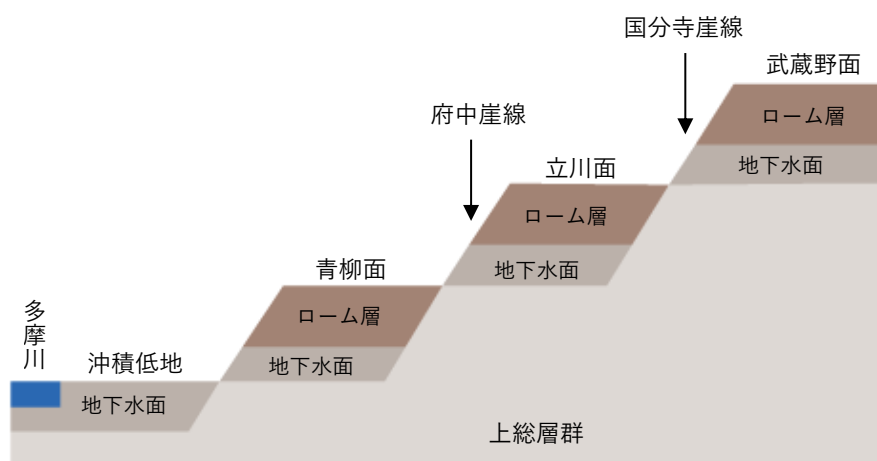 国分寺崖線
武蔵野面
ローム層
地下水面
府中崖線
立川面
ローム層
地下水面
青柳面
ローム層
地下水面
多摩川
沖積低地
地下水面
上総層群